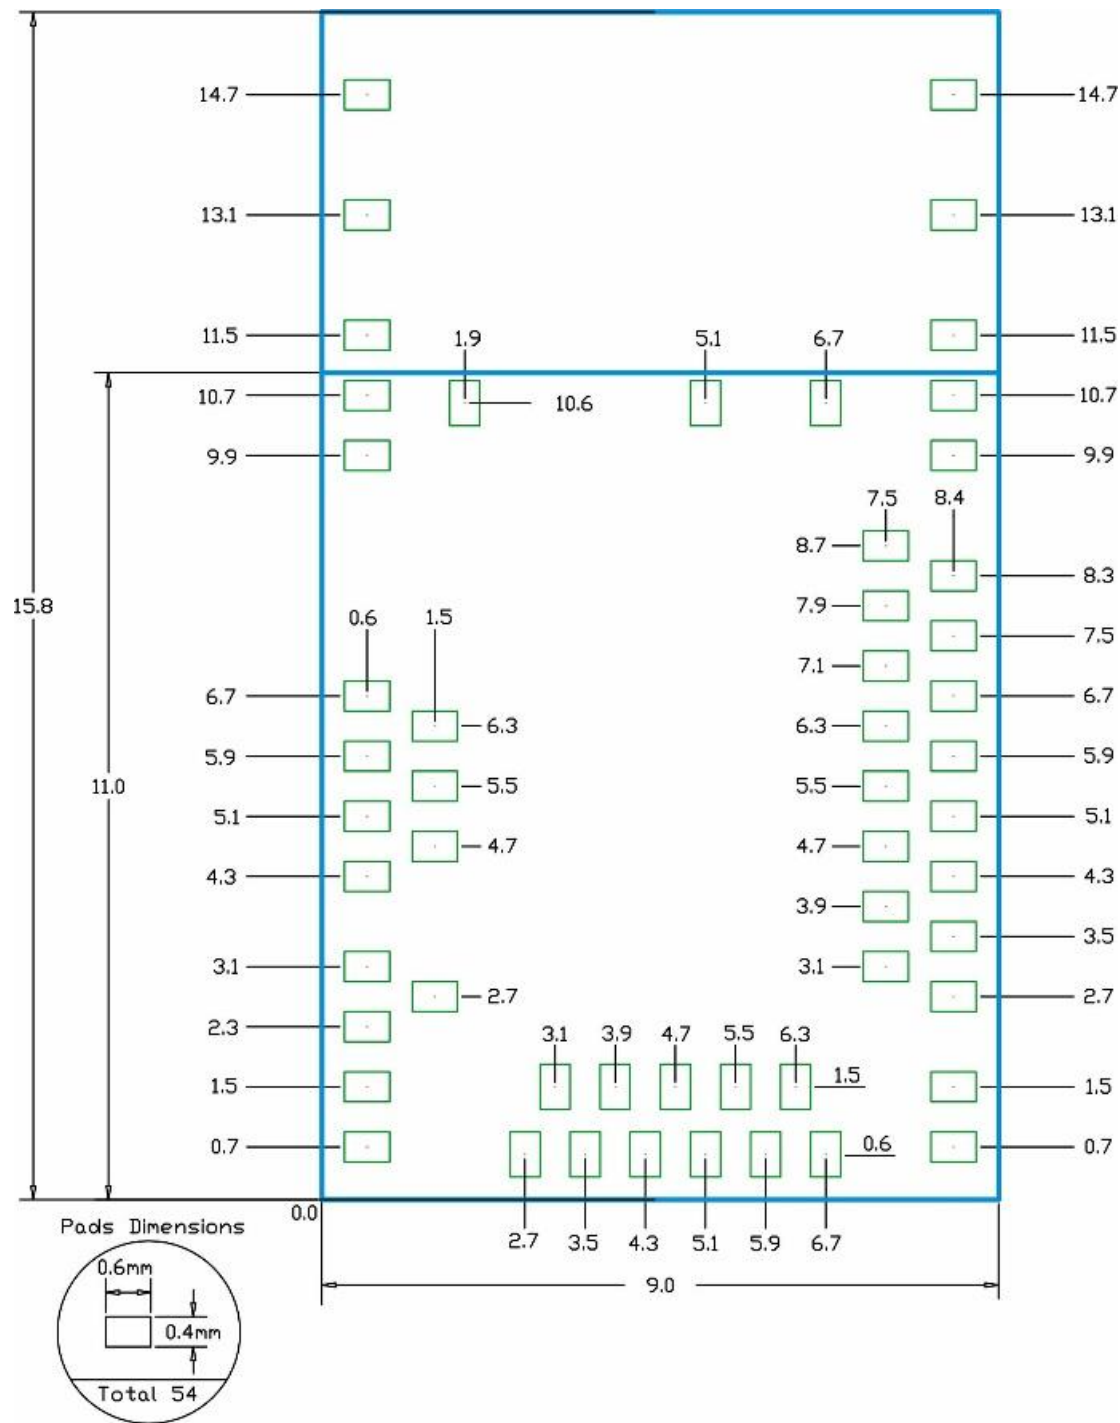 14.7 14.7
13.1 13.1
11.5 1.9 5.1 6.7 11.5
10.7 10.6 10.7
9.9 9.9
7.5 8.4
8.7
8.3
15.8 0.6 1.5 7.9
7.5
7.1
6.7 6.7
6.3 6.3
5.9 5.9
11.0 5.5 5.5
5.1 5.1
4.7 4.7
4.3 4.3
3.9
3.5
3.1 3.1
2.7 2.7
2.3
3.1 3.9 4.7 5.5 6.3
1.5 1.5 1.5
0.7 0.6 0.7
0.0
Pads Dimensions
2.7 3.5 4.3 5.1 5.9 6.7
0.6mm
9.0
0.4mm
Total 54